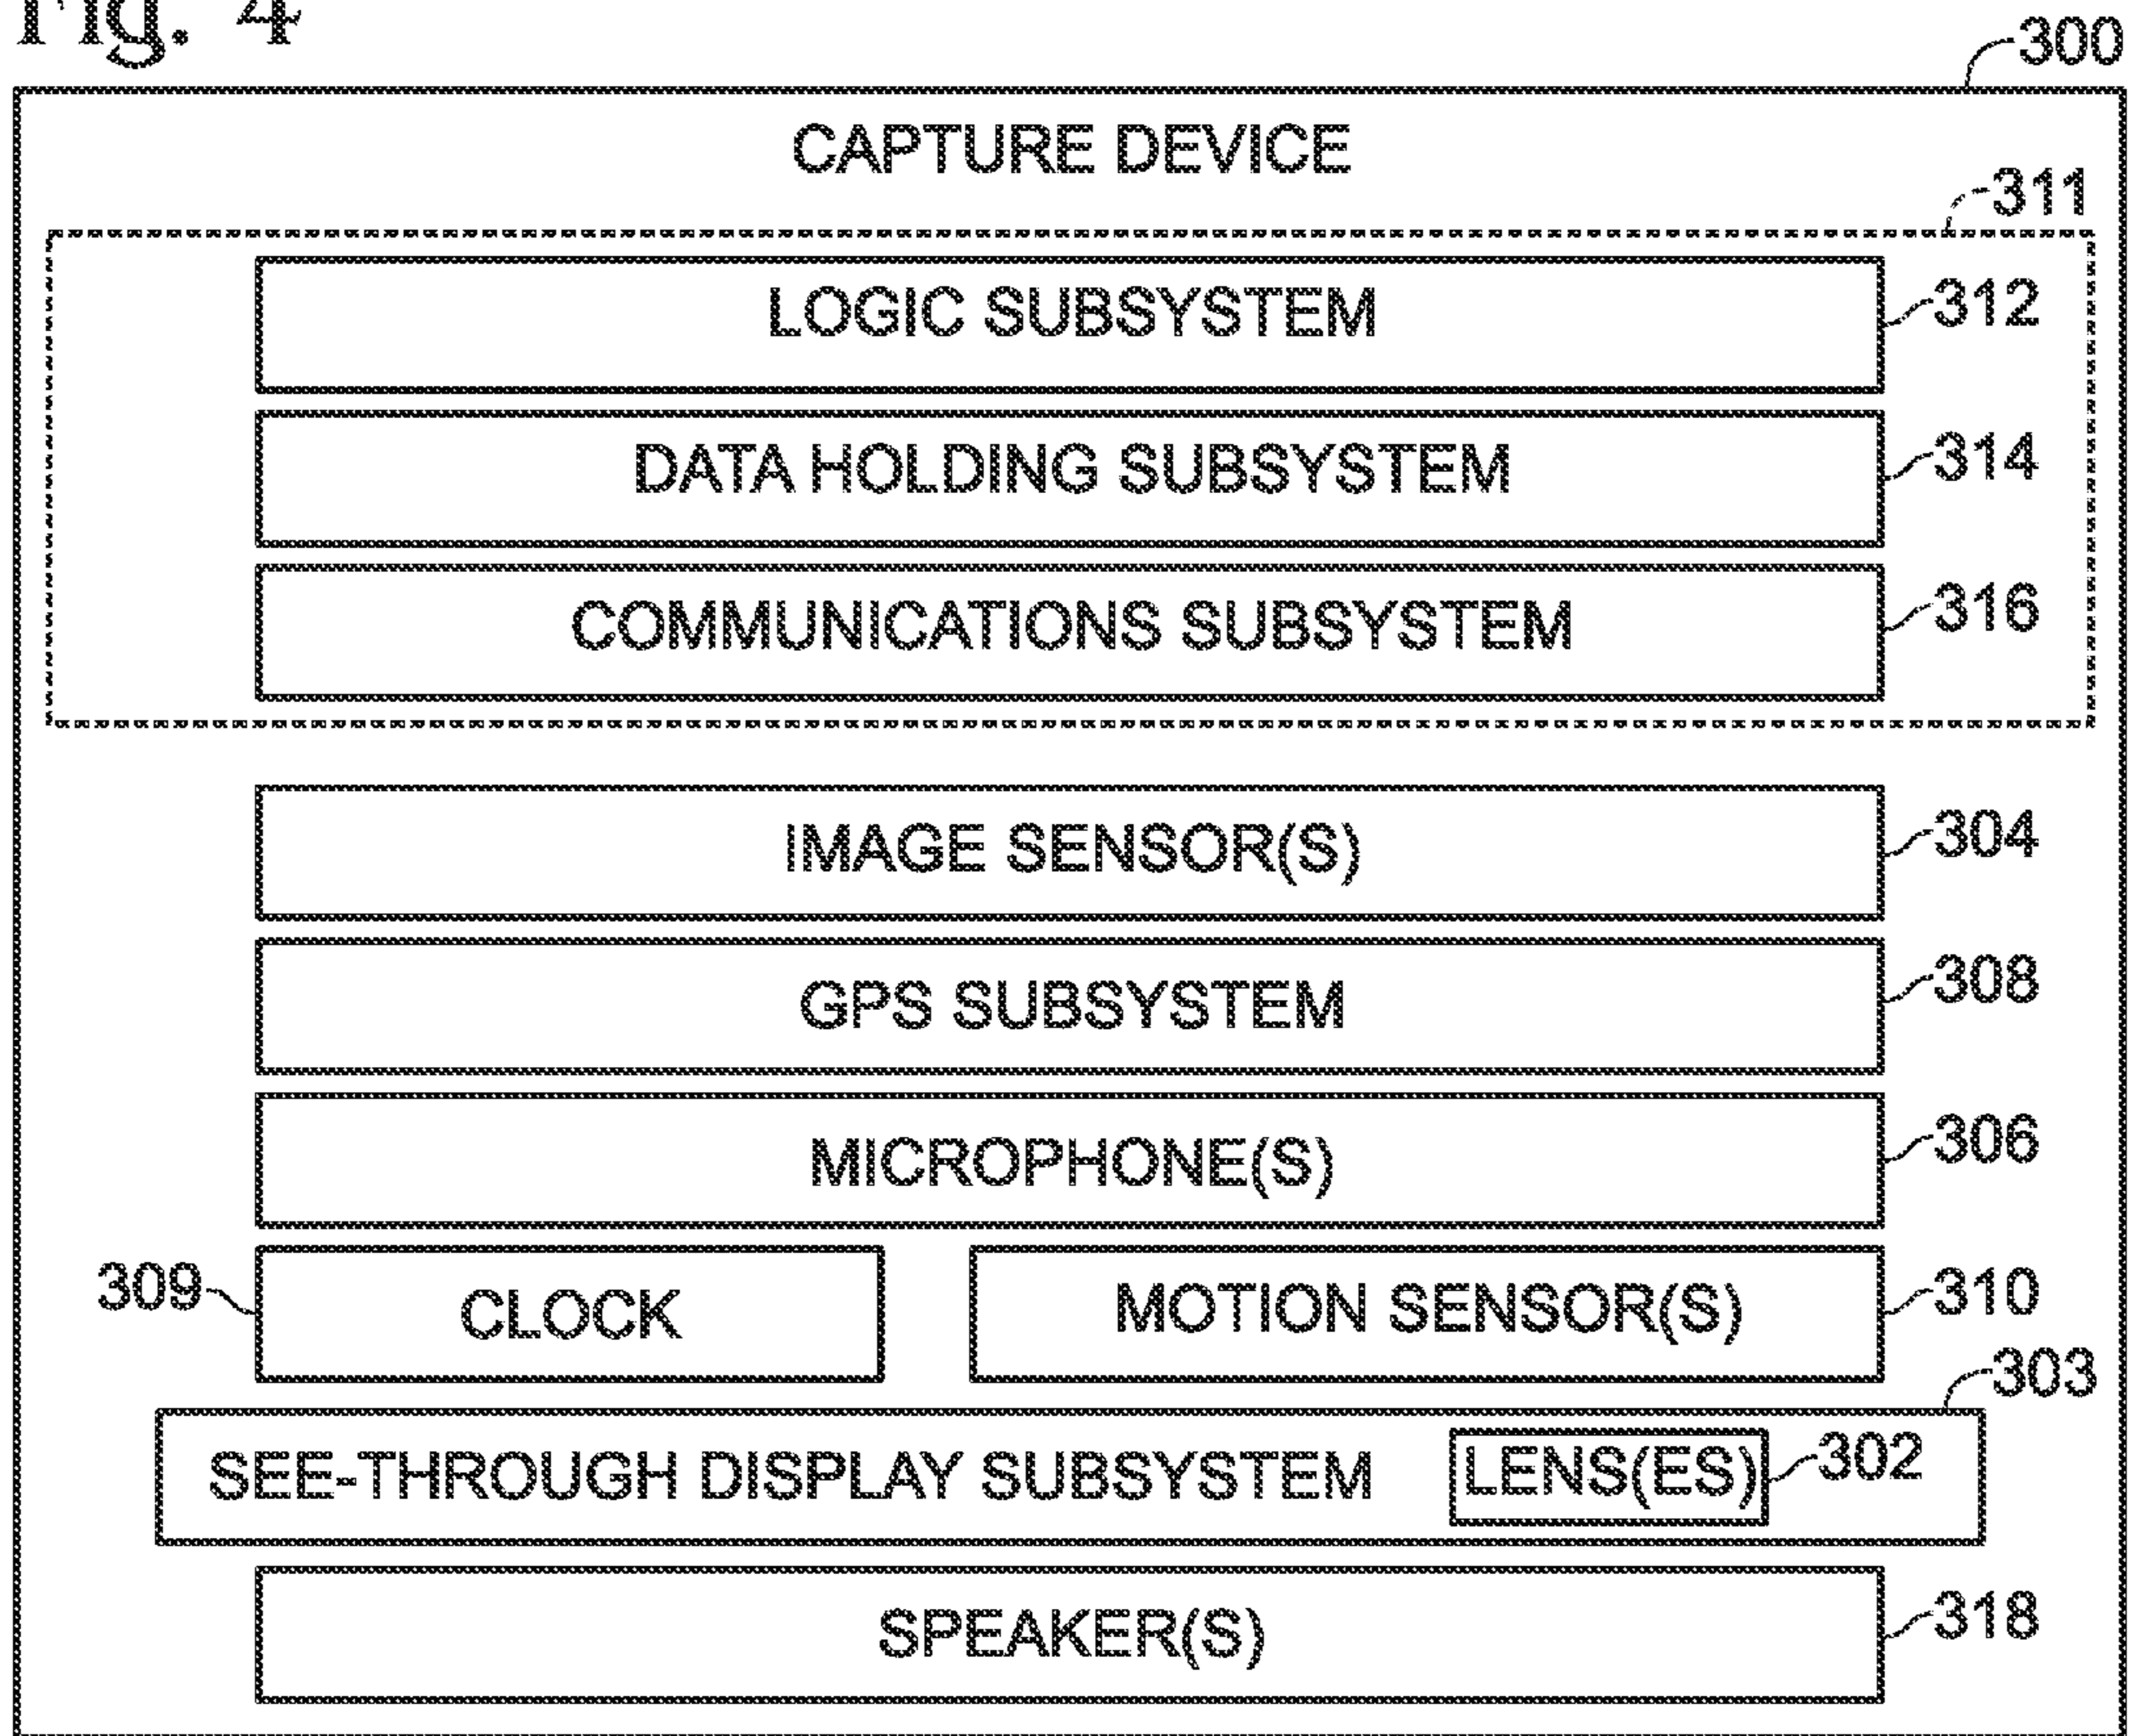 Fig. 4
300
CAPTURE DEVICE
311
LOGIC SUBSYSTEM
312
DATA HOLDING SUBSYSTEM
314
COMMUNICATIONS SUBSYSTEM
316
IMAGE SENSOR(S)
304
GPS SUBSYSTEM
308
MICROPHONE(S)
306
309
CLOCK
MOTION SENSOR(S)
310
303
SEE-THROUGH DISPLAY SUBSYSTEM
LENS(ES)
302
SPEAKER(S)
318